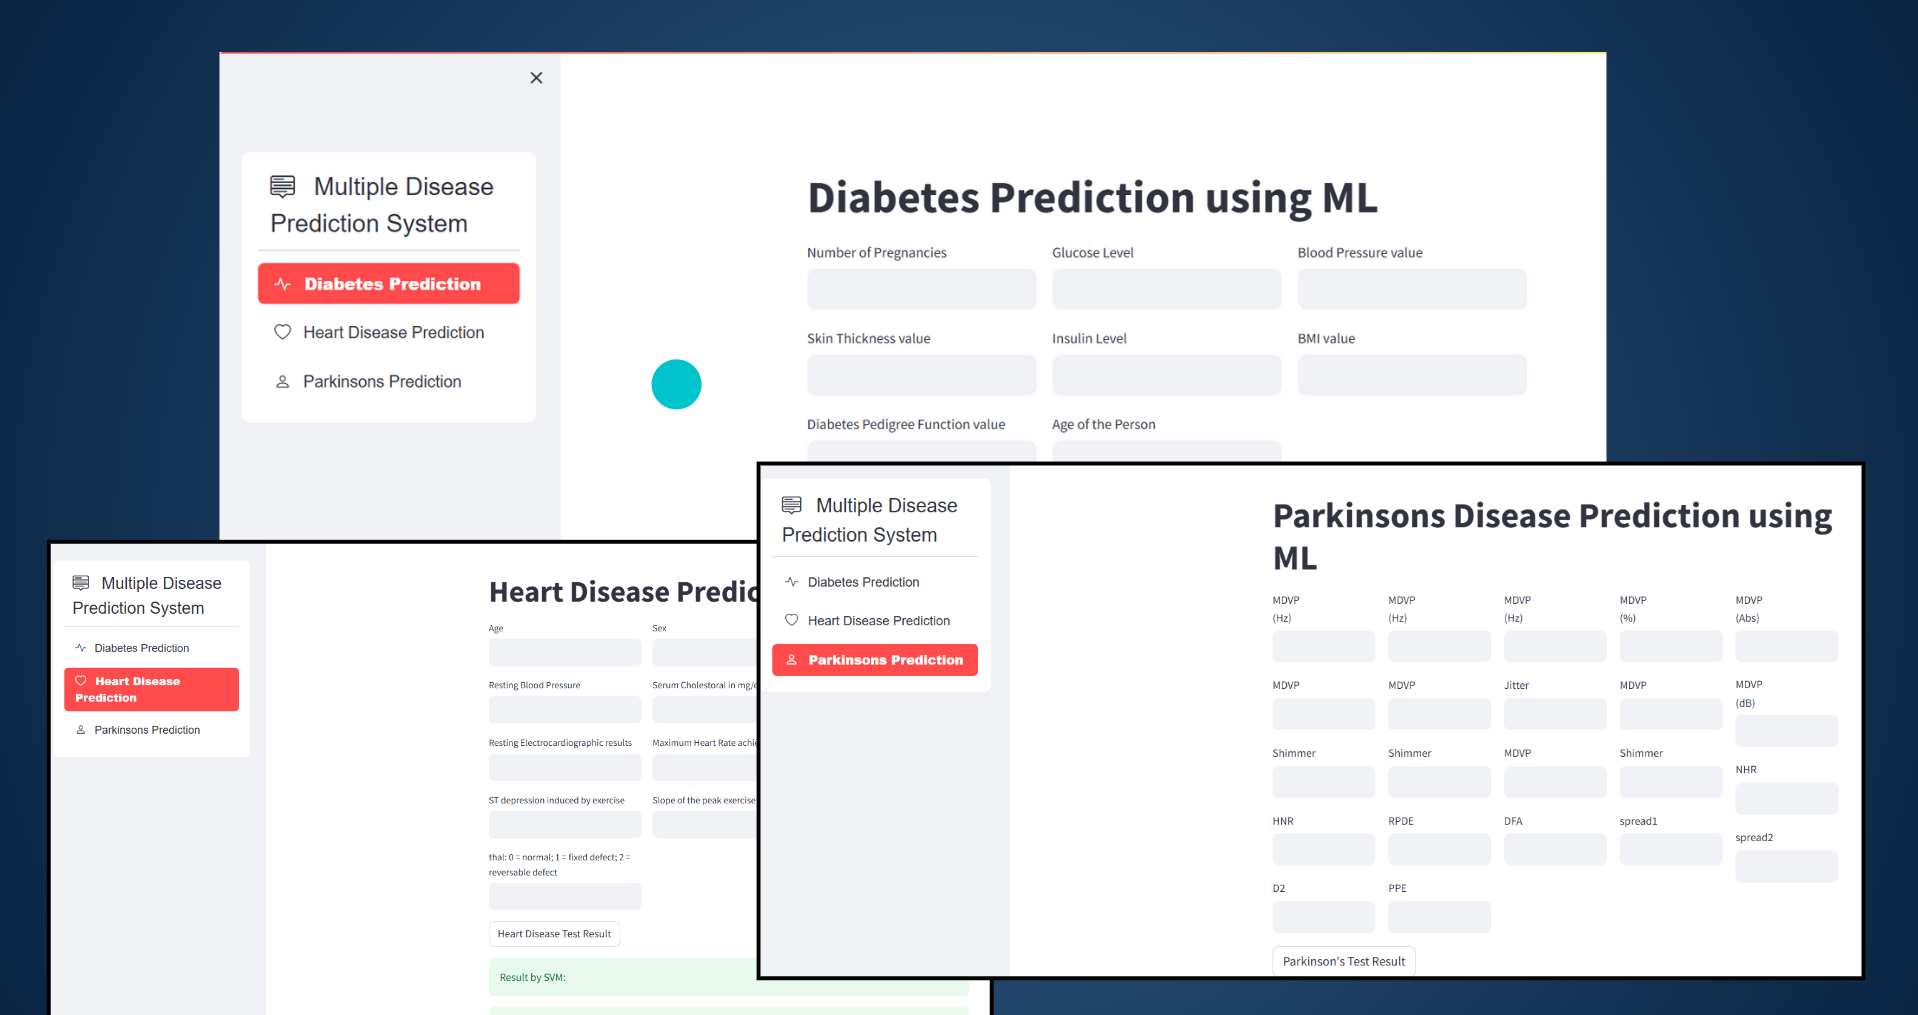 Multiple Disease
Prediction System
Diabetes Prediction
Heart Disease Prediction
Parkinsons Prediction
Diabetes Prediction using ML
Number of Pregnancies
Glucose Level
Blood Pressure value
Skin Thickness value
Insulin Level
BMI value
Diabetes Pedigree Function value
Age of the Person
Multiple Disease
Prediction System
Diabetes Prediction
Heart Disease
Prediction
Parkinsons Prediction
Heart Disease Predic
Age
Sex
Resting Blood Pressure
Serum Cholestoral in mg/
Resting Electrocardiographic results
Maximum Heart Rate achie
ST depression induced by exercise
Slope of the peak exercise
thal: 0 = normal; 1 = fixed defect; 2 =
reversable defect
Heart Disease Test Result
Result by SVM:
Multiple Disease
Prediction System
Diabetes Prediction
Heart Disease Prediction
Parkinsons Prediction
Parkinsons Disease Prediction using
ML
MDVP
(Hz)
MDVP
(Hz)
MDVP
(Hz)
MDVP
(%)
MDVP
(Abs)
MDVP
MDVP
Jitter
MDVP
MDVP
(dB)
Shimmer
Shimmer
MDVP
Shimmer
NHR
HNR
RPDE
DFA
spread1
spread2
D2
PPE
Parkinson's Test Result